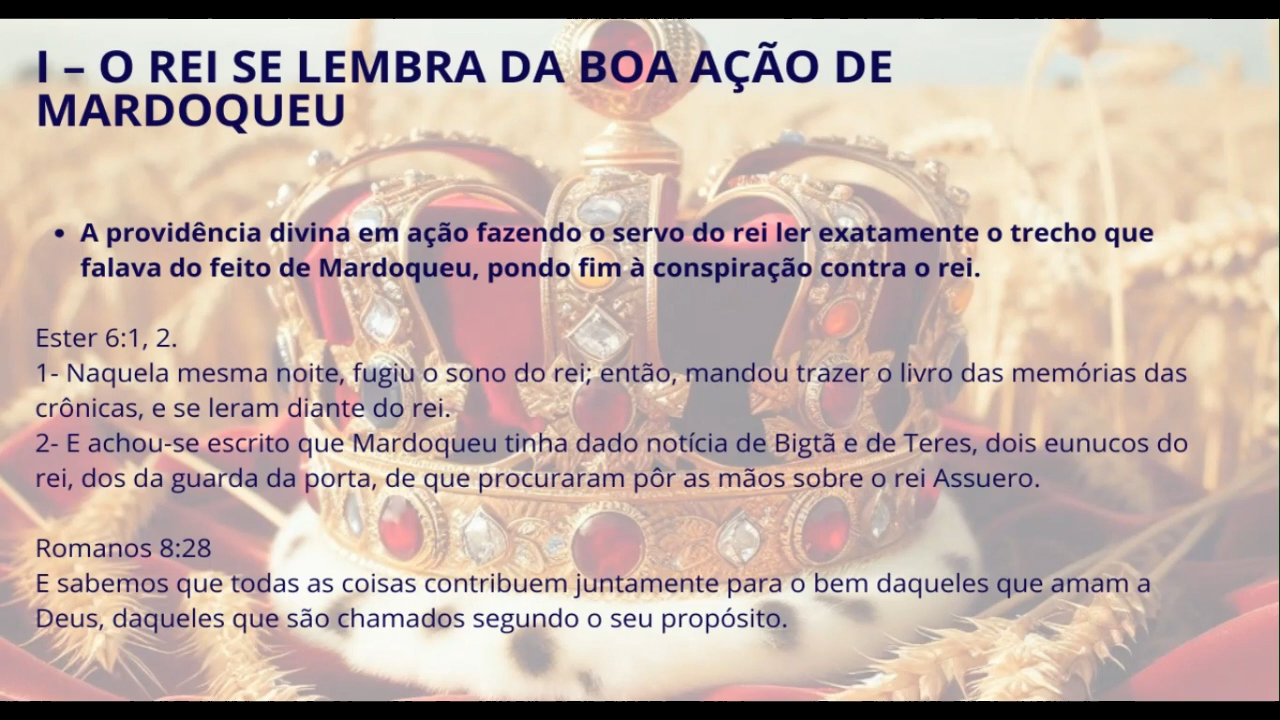 I – O REI SE LEMBRA DA BOA AÇÃO DE
MARDOQUEU
• A providência divina em ação fazendo o servo do rei ler exatamente o trecho que
falava do feito de Mardoqueu, pondo fim à conspiração contra o rei.
Ester 6:1, 2.
1- Naquela mesma noite, fugiu o sono do rei; então, mandou trazer o livro das memórias das
crônicas, e se leram diante do rei.
2- E achou-se escrito que Mardoqueu tinha dado notícia de Bigtã e de Teres, dois eunucos do
rei, dos da guarda da porta, de que procuraram pôr as mãos sobre o rei Assuero.
Romanos 8:28
E sabemos que todas as coisas contribuem juntamente para o bem daqueles que amam a
Deus, daqueles que são chamados segundo o seu propósito.